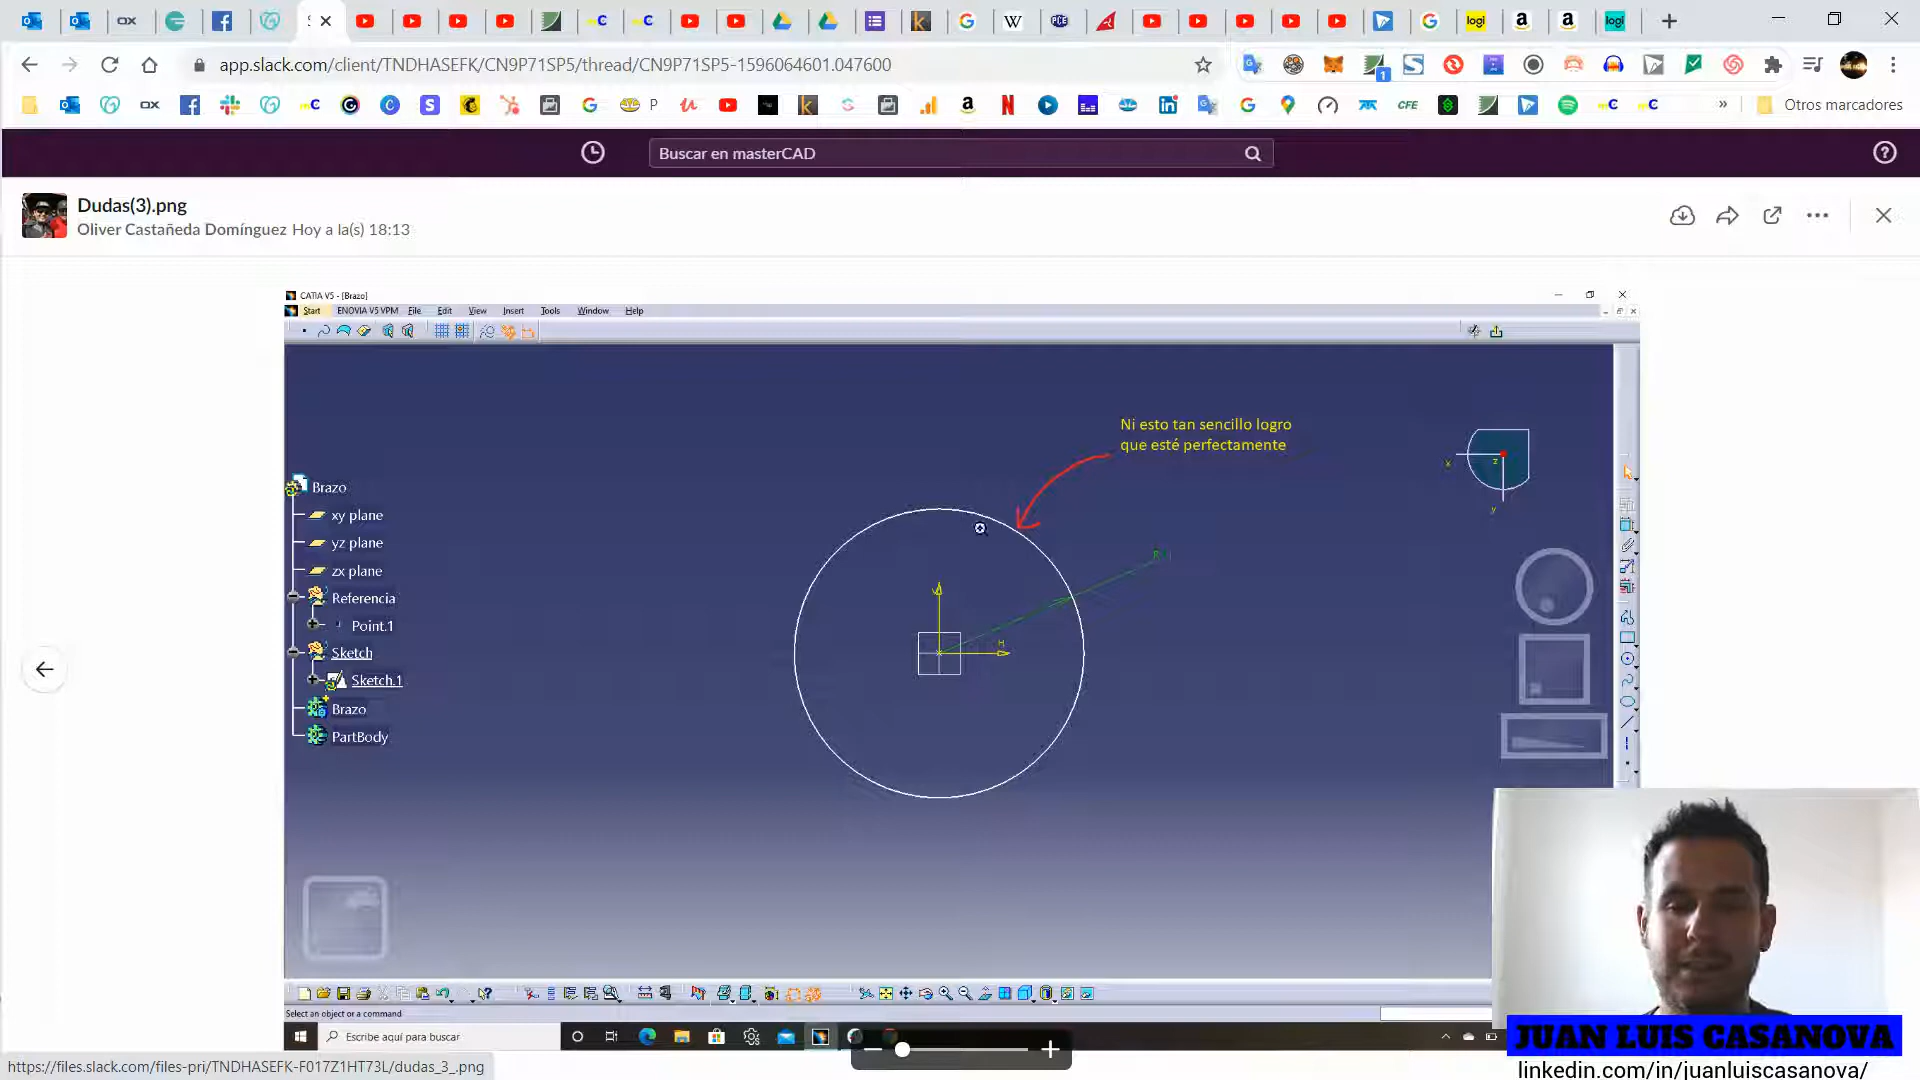 app.slack.com/client/TNDHASEFK/CN9P71SP5/thread/CN9P71SP5-1596064601.047600
CFE
Otros marcadores
Buscar en masterCAD
Dudas(3).png
Oliver Castañeda Domínguez Hoy a la(s) 18:13
CATIA V5 - [Brazo]
Start ENOVIA V5 VPM File Edit View Insert Tools Window Help
Ni esto tan sencillo logro
que esté perfectamente
x
z
y
Brazo
xy plane
yz plane
zx plane
Referencia
Point.1
Sketch
Sketch.1
Brazo
PartBody
V
H
Select an object or a command
Escribe aquí para buscar
JUAN LUIS CASANOVA
linkedin.com/in/juanluiscasanova/
https://files.slack.com/files-pri/TNDHASEFK-F017Z1HT73L/dudas_3_.png